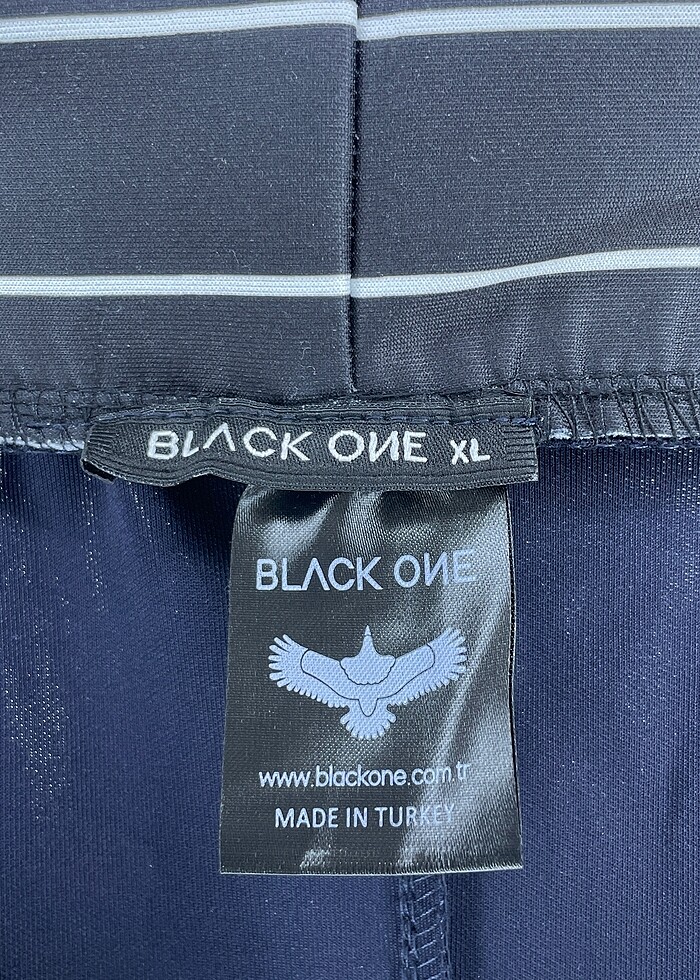 BLACK ONE XL
BLACK ONE
www.blackone.com.tr
MADE IN TURKEY